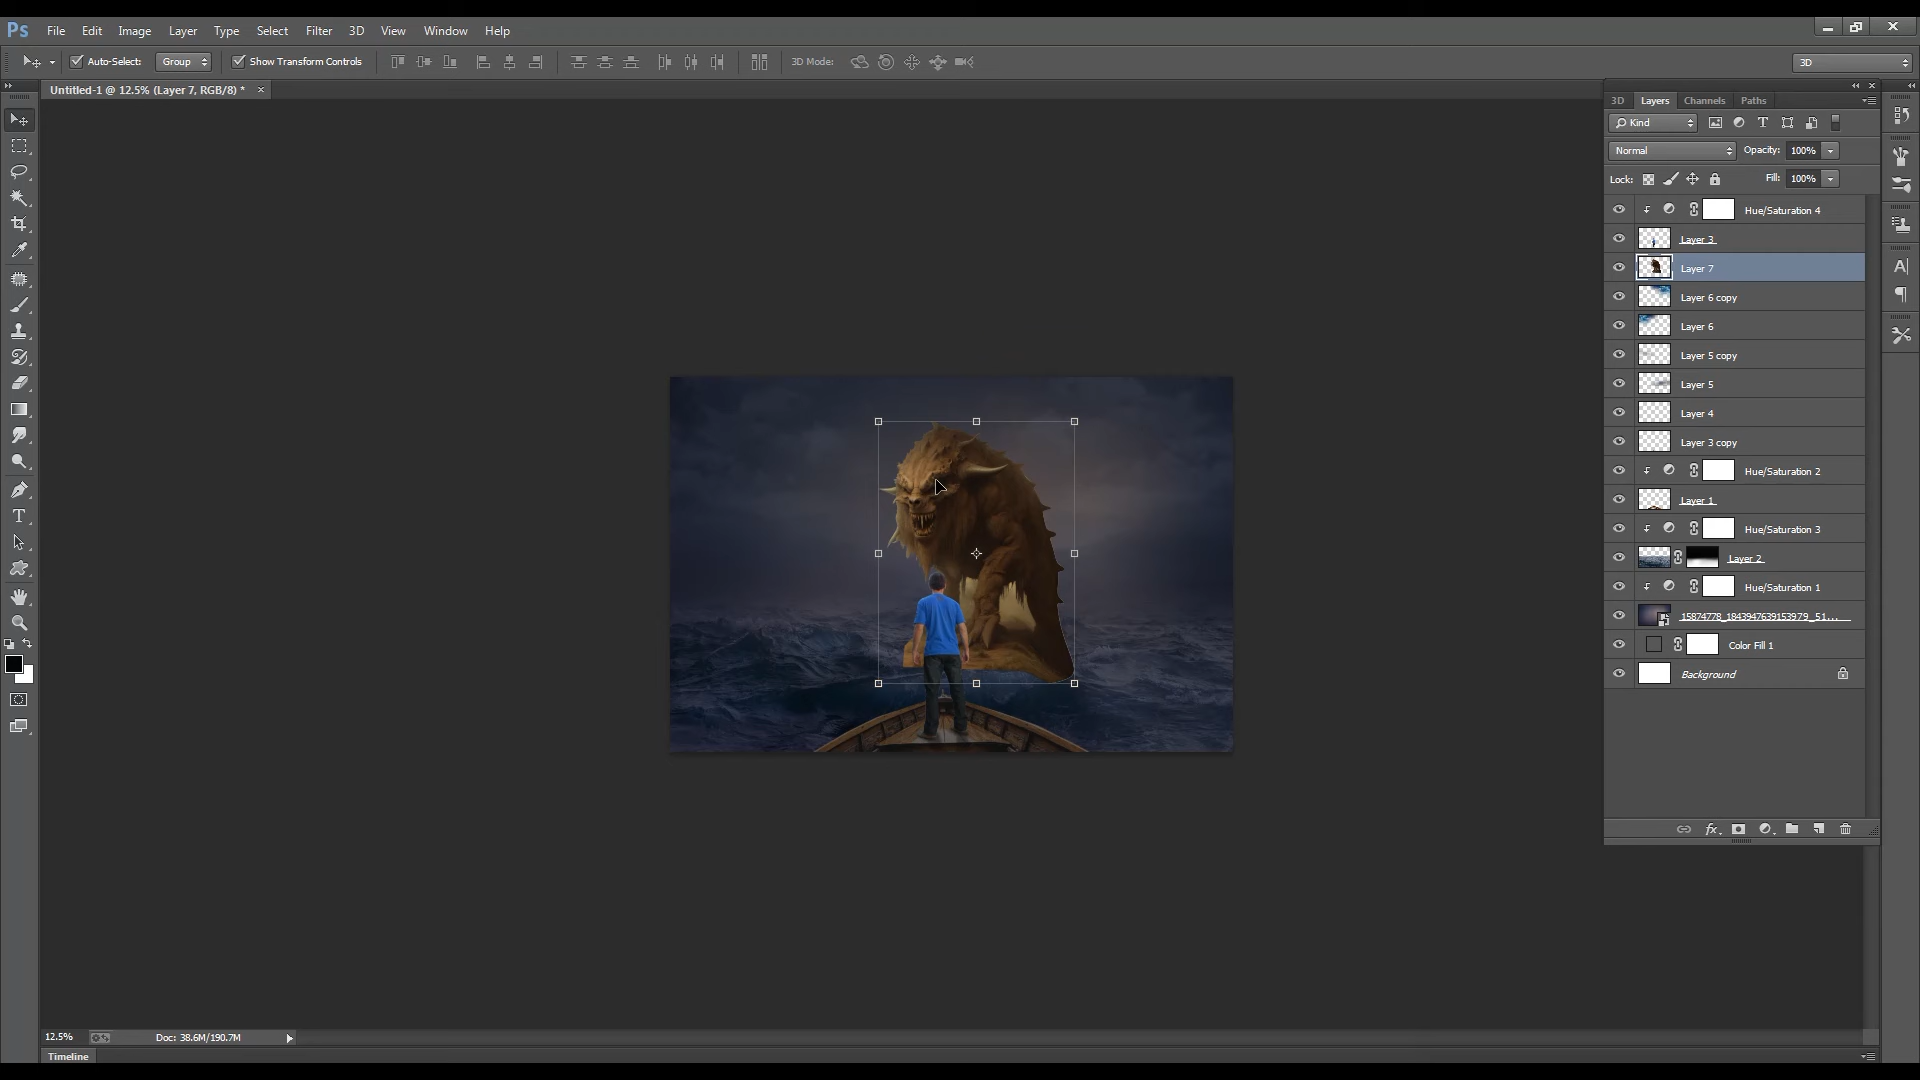 Ps File Edit Image Layer Type Select Filter 3D View Window Help
Auto-Select: Group Show Transform Controls 3D Mode: 3D
Untitled-1 @ 12.5% (Layer 7, RGB/8) * ×
3D Layers Channels Paths
Kind
Normal Opacity: 100%
Lock: Fill: 100%
Hue/Saturation 4
Layer 3
Layer 7
Layer 6 copy
Layer 6
Layer 5 copy
Layer 5
Layer 4
Layer 3 copy
Hue/Saturation 2
Layer 1
Hue/Saturation 3
Layer 2
Hue/Saturation 1
15874778_1843947639153979_51...
Color Fill 1
Background
12.5% Doc: 38.6M/190.7M
Timeline